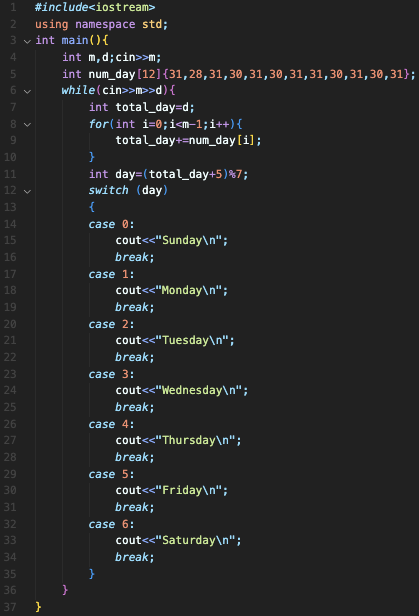 1 #include<iostream>
2 using namespace std;
3 int main(){
4     int m,d;cin>>m;
5     int num_day[12]{31,28,31,30,31,30,31,31,30,31,30,31};
6     while(cin>>m>>d){
7         int total_day=d;
8         for(int i=0;i<m-1;i++){
9             total_day+=num_day[i];
10         }
11         int day=(total_day+5)%7;
12         switch (day)
13         {
14         case 0:
15             cout<<"Sunday\n";
16             break;
17         case 1:
18             cout<<"Monday\n";
19             break;
20         case 2:
21             cout<<"Tuesday\n";
22             break;
23         case 3:
24             cout<<"Wednesday\n";
25             break;
26         case 4:
27             cout<<"Thursday\n";
28             break;
29         case 5:
30             cout<<"Friday\n";
31             break;
32         case 6:
33             cout<<"Saturday\n";
34             break;
35         }
36     }
37 }